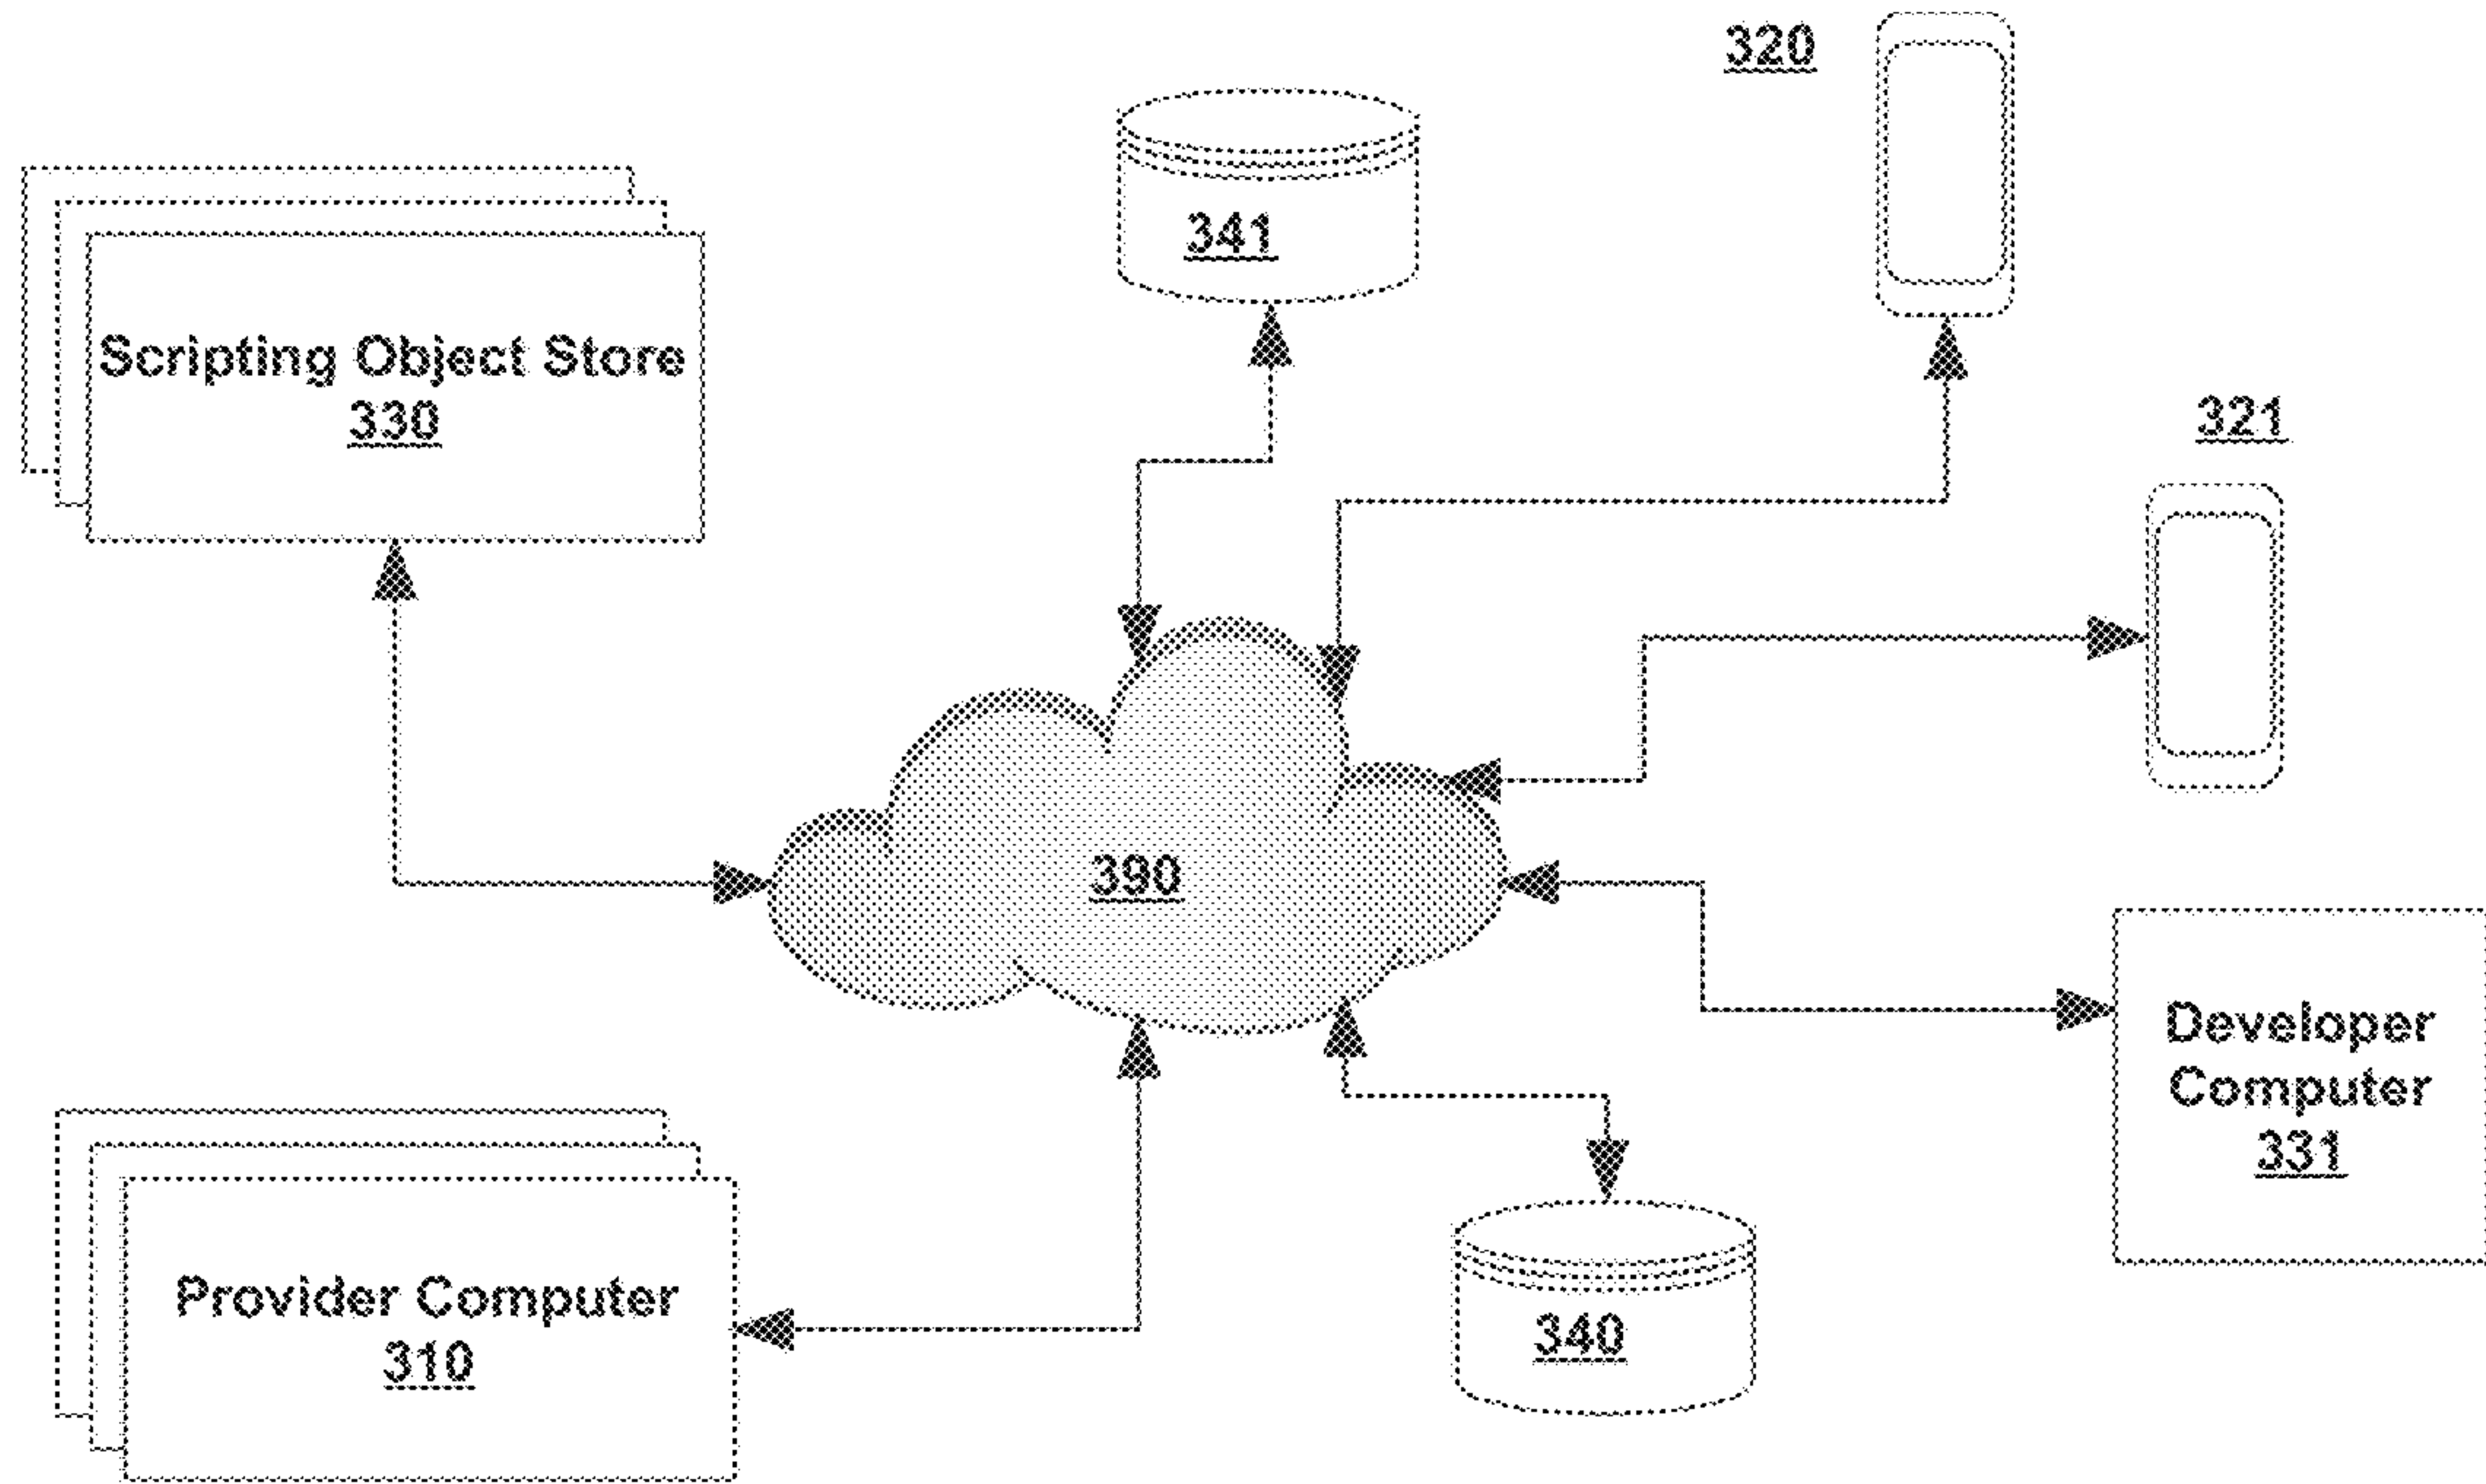 320
341
Scripting Object Store
330
321
390
Developer
Computer
331
Provider Computer
310
340